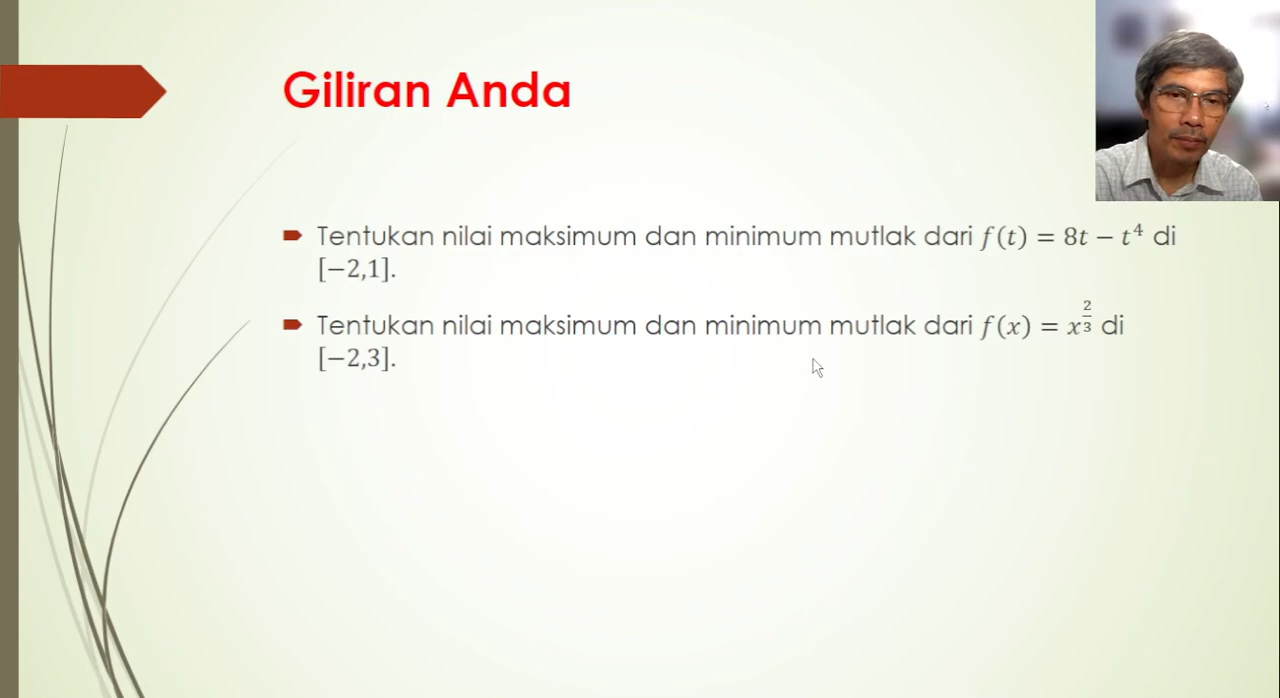 Giliran Anda
Tentukan nilai maksimum dan minimum mutlak dari f(t) = 8t − t⁴ di
[−2,1].
Tentukan nilai maksimum dan minimum mutlak dari f(x) = x^(2/3) di
[−2,3].